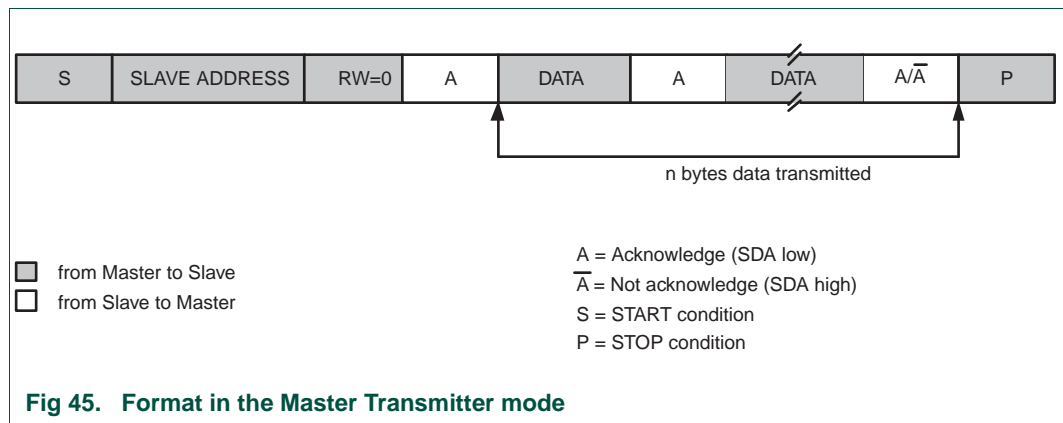 S SLAVE ADDRESS RW=0 A DATA A DATA A/A̅ P
n bytes data transmitted
from Master to Slave
from Slave to Master
A = Acknowledge (SDA low)
A̅ = Not acknowledge (SDA high)
S = START condition
P = STOP condition
Fig 45. Format in the Master Transmitter mode